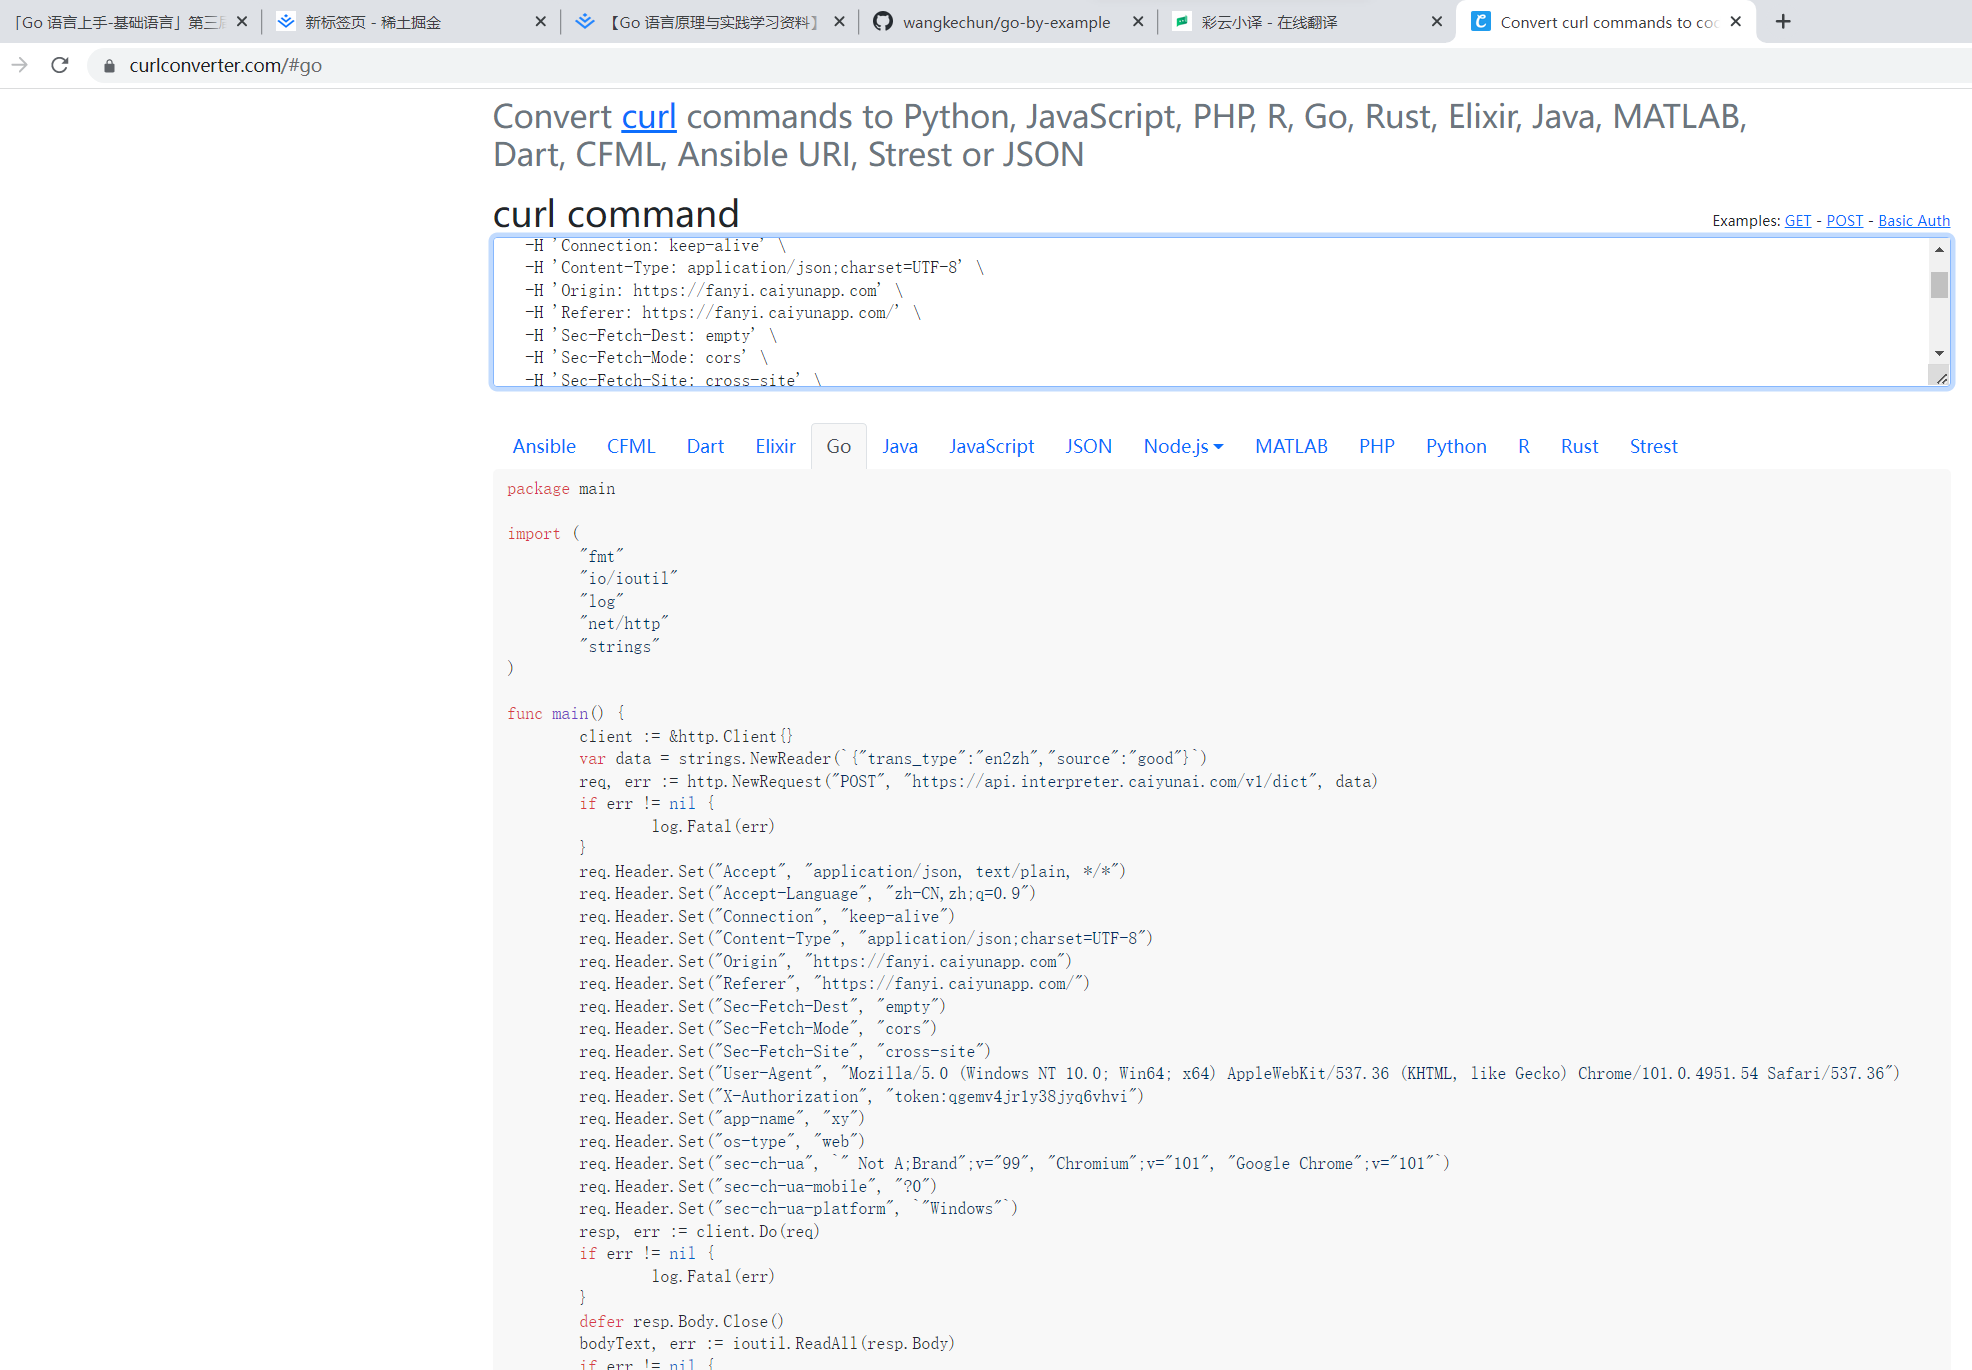 「Go 语言上手-基础语言」第三届
新标签页 - 稀土掘金
【Go 语言原理与实践学习资料】
wangkechun/go-by-example
彩云小译 - 在线翻译
Convert curl commands to co
curlconverter.com/#go
Convert curl commands to Python, JavaScript, PHP, R, Go, Rust, Elixir, Java, MATLAB,
Dart, CFML, Ansible URI, Strest or JSON
curl command
Examples: GET - POST - Basic Auth
-H 'Connection: keep-alive' \
-H 'Content-Type: application/json;charset=UTF-8' \
-H 'Origin: https://fanyi.caiyunapp.com' \
-H 'Referer: https://fanyi.caiyunapp.com/' \
-H 'Sec-Fetch-Dest: empty' \
-H 'Sec-Fetch-Mode: cors' \
-H 'Sec-Fetch-Site: cross-site' \
Ansible CFML Dart Elixir Go Java JavaScript JSON Node.js MATLAB PHP Python R Rust Strest
package main
import (
"fmt"
"io/ioutil"
"log"
"net/http"
"strings"
)
func main() {
client := &http.Client{}
var data = strings.NewReader(`{"trans_type":"en2zh","source":"good"}`)
req, err := http.NewRequest("POST", "https://api.interpreter.caiyunai.com/v1/dict", data)
if err != nil {
log.Fatal(err)
}
req.Header.Set("Accept", "application/json, text/plain, */*")
req.Header.Set("Accept-Language", "zh-CN,zh;q=0.9")
req.Header.Set("Connection", "keep-alive")
req.Header.Set("Content-Type", "application/json;charset=UTF-8")
req.Header.Set("Origin", "https://fanyi.caiyunapp.com")
req.Header.Set("Referer", "https://fanyi.caiyunapp.com/")
req.Header.Set("Sec-Fetch-Dest", "empty")
req.Header.Set("Sec-Fetch-Mode", "cors")
req.Header.Set("Sec-Fetch-Site", "cross-site")
req.Header.Set("User-Agent", "Mozilla/5.0 (Windows NT 10.0; Win64; x64) AppleWebKit/537.36 (KHTML, like Gecko) Chrome/101.0.4951.54 Safari/537.36")
req.Header.Set("X-Authorization", "token:qgemv4jr1y38jyq6vhvi")
req.Header.Set("app-name", "xy")
req.Header.Set("os-type", "web")
req.Header.Set("sec-ch-ua", `" Not A;Brand";v="99", "Chromium";v="101", "Google Chrome";v="101"`)
req.Header.Set("sec-ch-ua-mobile", "?0")
req.Header.Set("sec-ch-ua-platform", `"Windows"`)
resp, err := client.Do(req)
if err != nil {
log.Fatal(err)
}
defer resp.Body.Close()
bodyText, err := ioutil.ReadAll(resp.Body)
if err != nil {